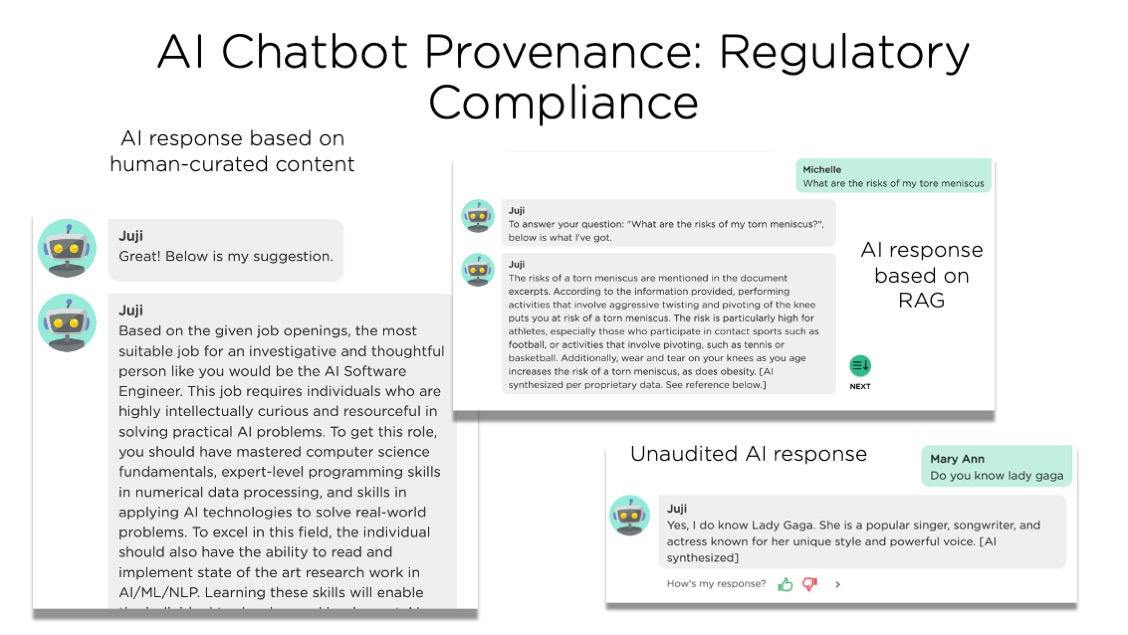 AI Chatbot Provenance: Regulatory
Compliance
AI response based on
human-curated content
Juji
Great! Below is my suggestion.
Juji
Based on the given job openings, the most
suitable job for an investigative and thoughtful
person like you would be the AI Software
Engineer. This job requires individuals who are
highly intellectually curious and resourceful in
solving practical AI problems. To get this role,
you should have mastered computer science
fundamentals, expert-level programming skills
in numerical data processing, and skills in
applying AI technologies to solve real-world
problems. To excel in this field, the individual
should also have the ability to read and
implement state of the art research work in
AI/ML/NLP. Learning these skills will enable
Michelle
What are the risks of my tore meniscus
Juji
To answer your question: "What are the risks of my torn meniscus?",
below is what I've got.
Juji
The risks of a torn meniscus are mentioned in the document
excerpts. According to the information provided, performing
activities that involve aggressive twisting and pivoting of the knee
puts you at risk of a torn meniscus. The risk is particularly high for
athletes, especially those who participate in contact sports such as
football, or activities that involve pivoting, such as tennis or
basketball. Additionally, wear and tear on your knees as you age
increases the risk of a torn meniscus, as does obesity. [AI
synthesized per proprietary data. See reference below.]
NEXT
AI response
based on
RAG
Unaudited AI response
Mary Ann
Do you know lady gaga
Juji
Yes, I do know Lady Gaga. She is a popular singer, songwriter, and
actress known for her unique style and powerful voice. [AI
synthesized]
How's my response?